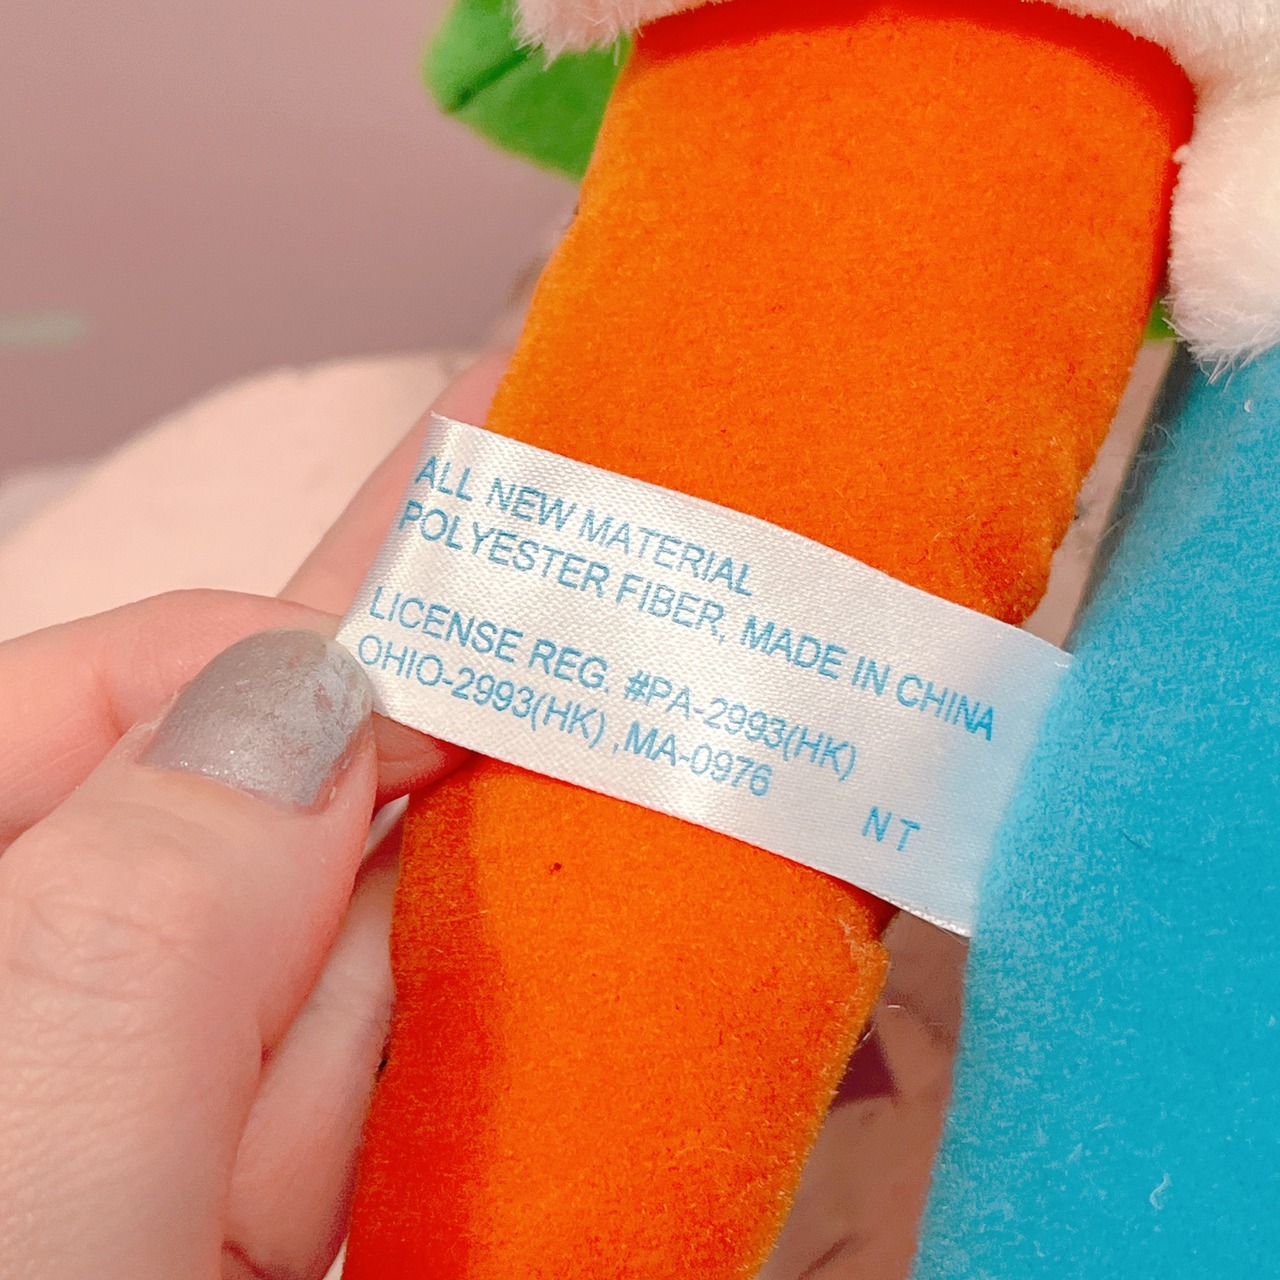 ALL NEW MATERIAL
POLYESTER FIBER, MADE IN CHINA
LICENSE REG. #PA-2993(HK)
OHIO-2993(HK) ,MA-0976
NT